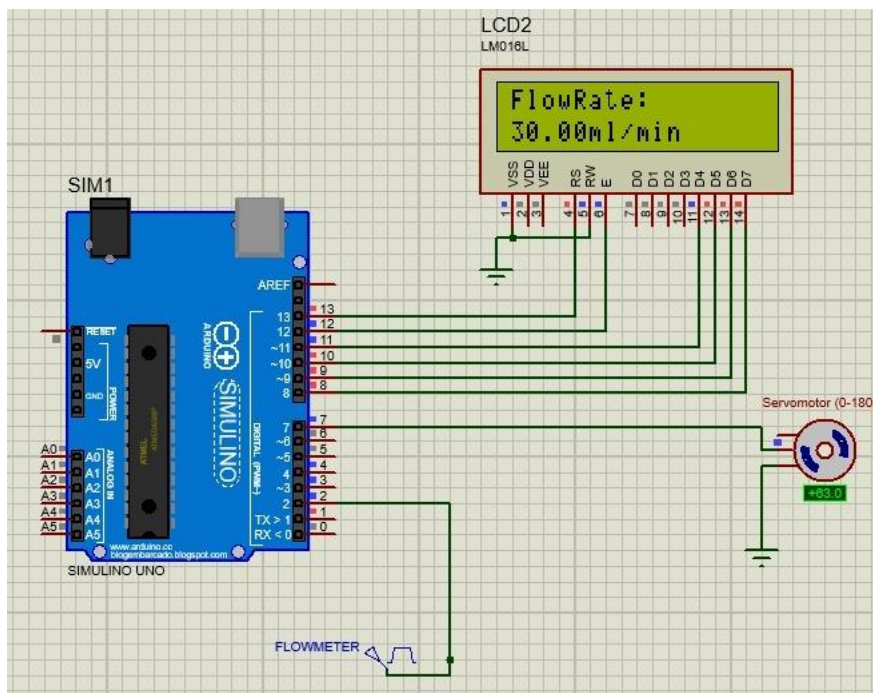 LCD2
LM016L
FlowRate:
30.00ml/min
VSS
VDD
VEE
RS
RW
E
D0
D1
D2
D3
D4
D5
D6
D7
1
2
3
4
5
6
7
8
9
10
11
12
13
14
SIM1
AREF
13 13
12 12
~11 11
~10 10
~9 9
8 8
7 7
~6 6
~5 5
4 4
~3 3
2 2
TX > 1 1
RX < 0 0
RESET
5V
GND
POWER
A0 A0
A1 A1
A2 A2
A3 A3
A4 A4
A5 A5
ANALOG IN
ATMEL
ARDUINO
SIMULINO
DIGITAL (PWM~)
www.arduino.cc
blogembarcado.blogspot.com
SIMULINO UNO
Servomotor (0-180
+63.0
FLOWMETER